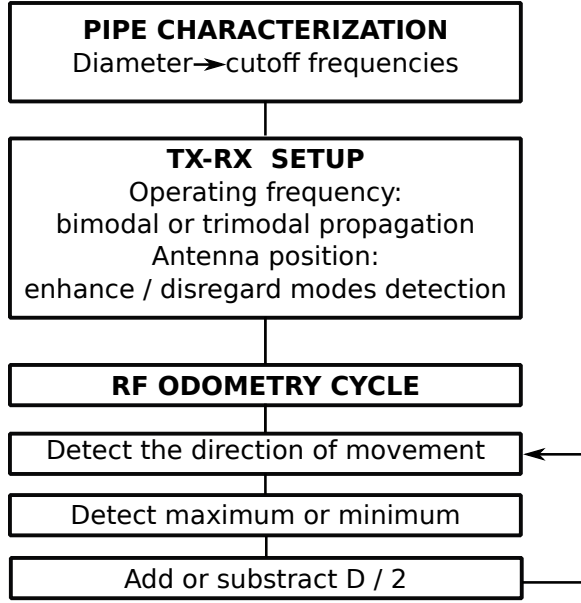 PIPE CHARACTERIZATION
Diameter→cutoff frequencies
TX-RX SETUP
Operating frequency:
bimodal or trimodal propagation
Antenna position:
enhance / disregard modes detection
RF ODOMETRY CYCLE
Detect the direction of movement
Detect maximum or minimum
Add or substract D / 2